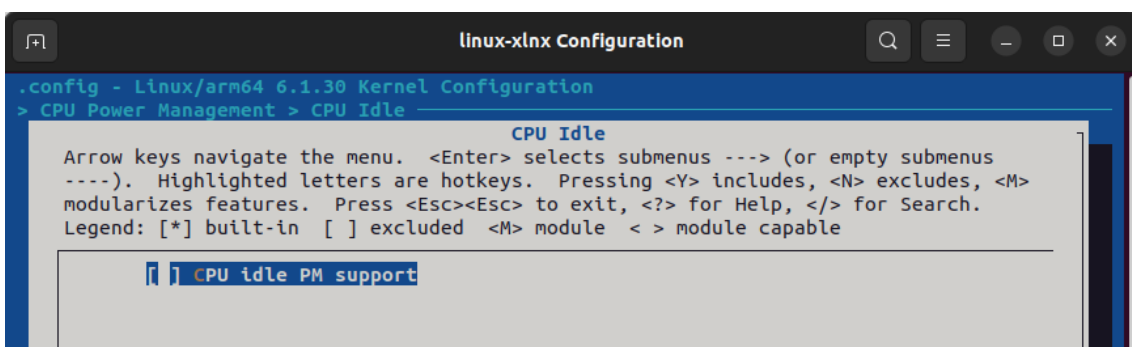 linux-xlnx Configuration
.config - Linux/arm64 6.1.30 Kernel Configuration
> CPU Power Management > CPU Idle
CPU Idle
Arrow keys navigate the menu.  <Enter> selects submenus ---> (or empty submenus
----).  Highlighted letters are hotkeys.  Pressing <Y> includes, <N> excludes, <M>
modularizes features.  Press <Esc><Esc> to exit, <?> for Help, </> for Search.
Legend: [*] built-in  [ ] excluded  <M> module  < > module capable
[ ] CPU idle PM support